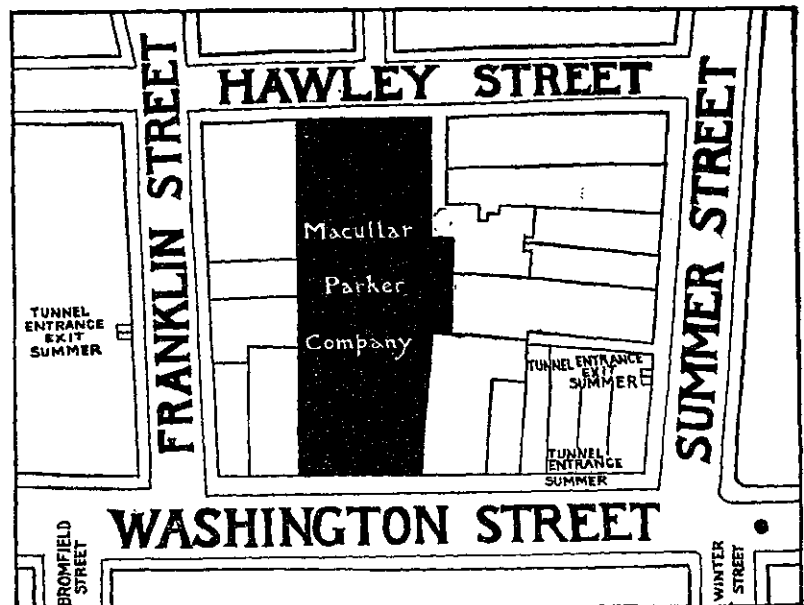 HAWLEY STREET
FRANKLIN STREET
SUMMER STREET
Macullar
Parker
Company
TUNNEL
ENTRANCE
EXIT
SUMMER
TUNNEL ENTRANCE
EXIT
SUMMER
TUNNEL
ENTRANCE
SUMMER
WASHINGTON STREET
BROMFIELD
STREET
WINTER
STREET